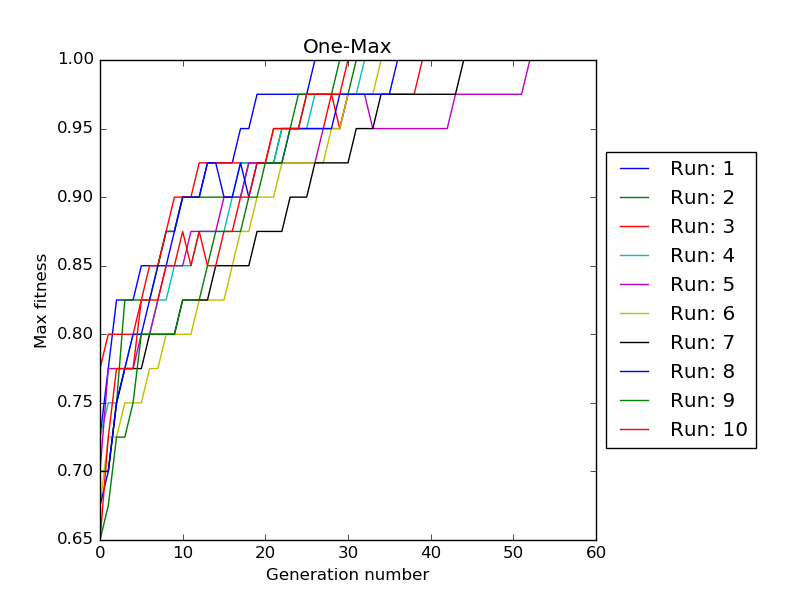 One-Max
1.00
0.95
0.90
0.85
0.80
0.75
0.70
0.65
Max fitness
0 10 20 30 40 50 60
Generation number
Run: 1
Run: 2
Run: 3
Run: 4
Run: 5
Run: 6
Run: 7
Run: 8
Run: 9
Run: 10